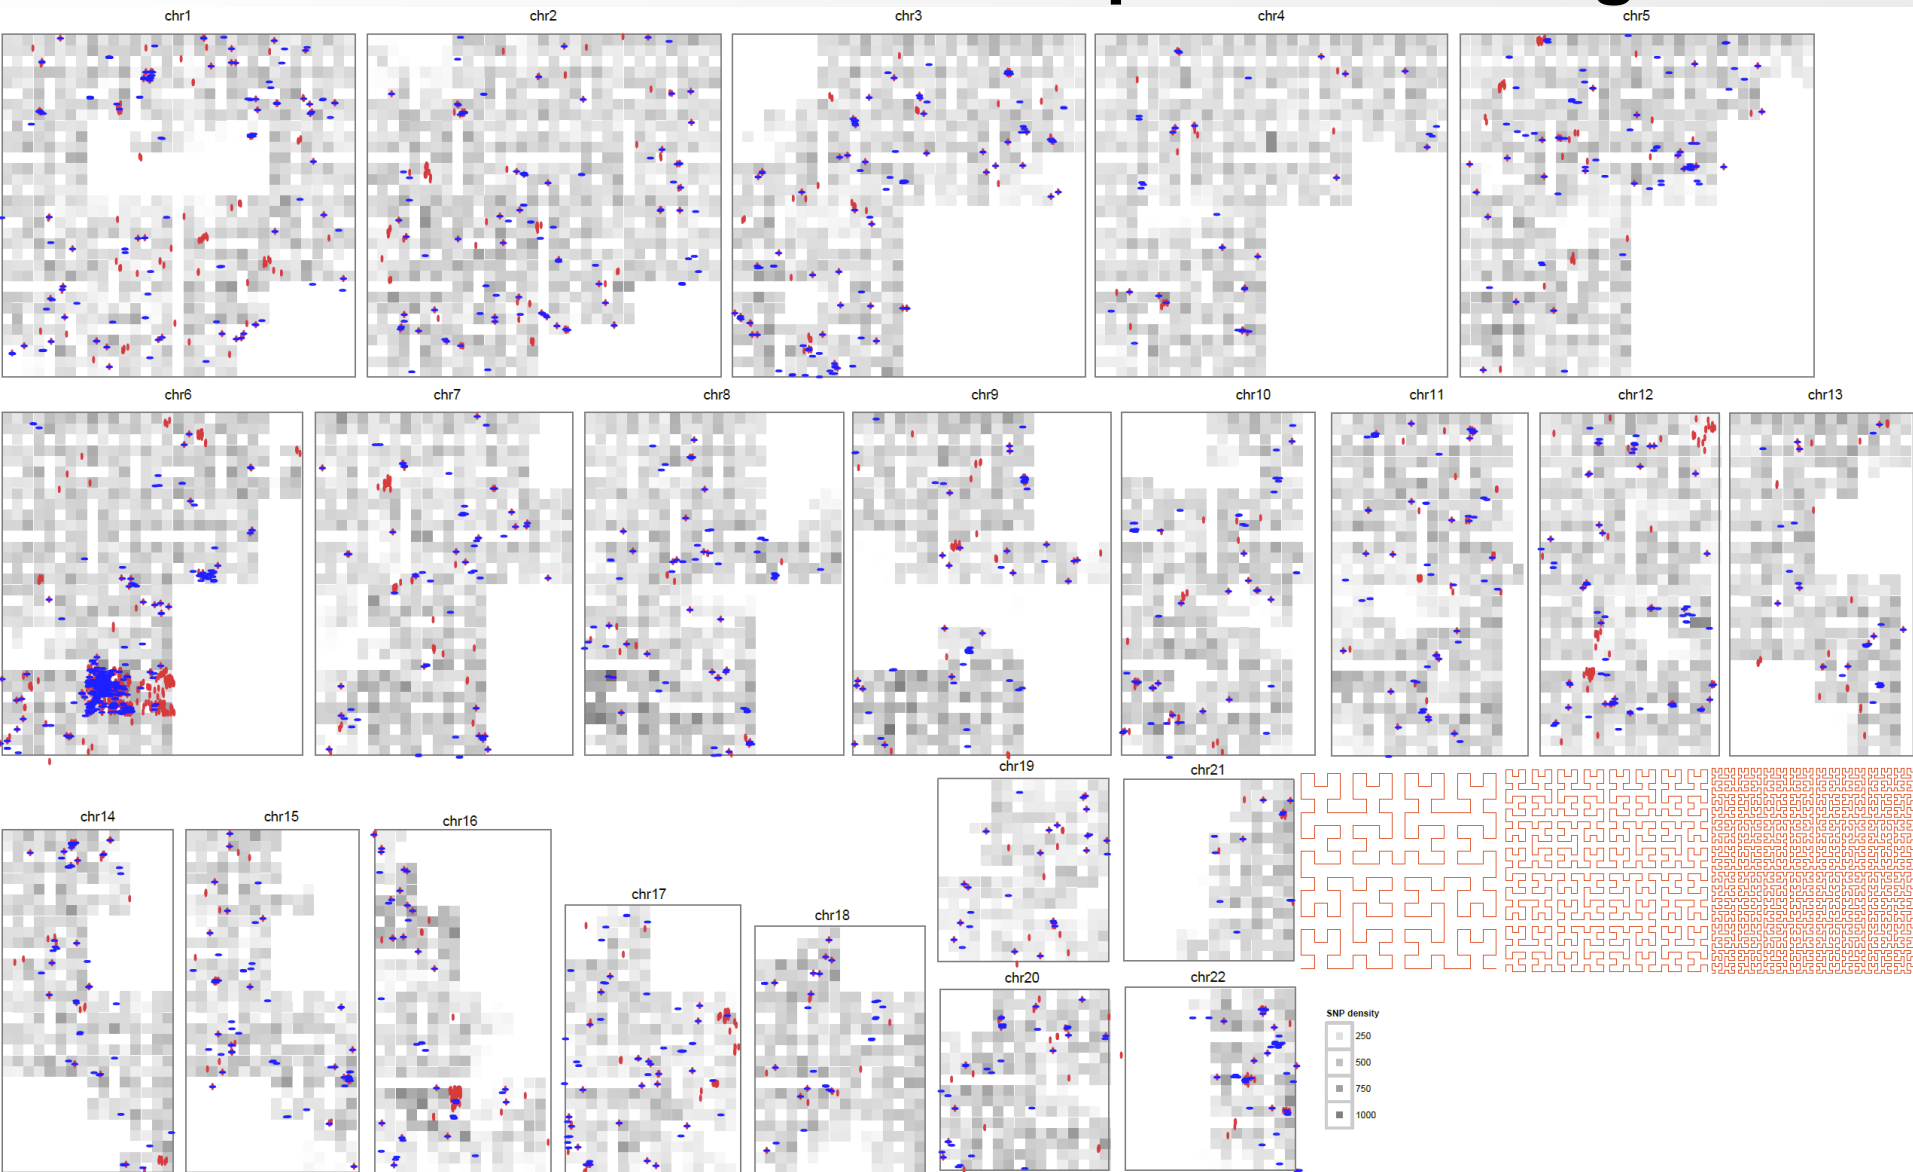 chr1 chr2 chr3 chr4 chr5
chr6 chr7 chr8 chr9 chr10 chr11 chr12 chr13
chr14 chr15 chr16 chr17 chr18 chr19 chr21
chr20 chr22
SNP density
250
500
750
1000